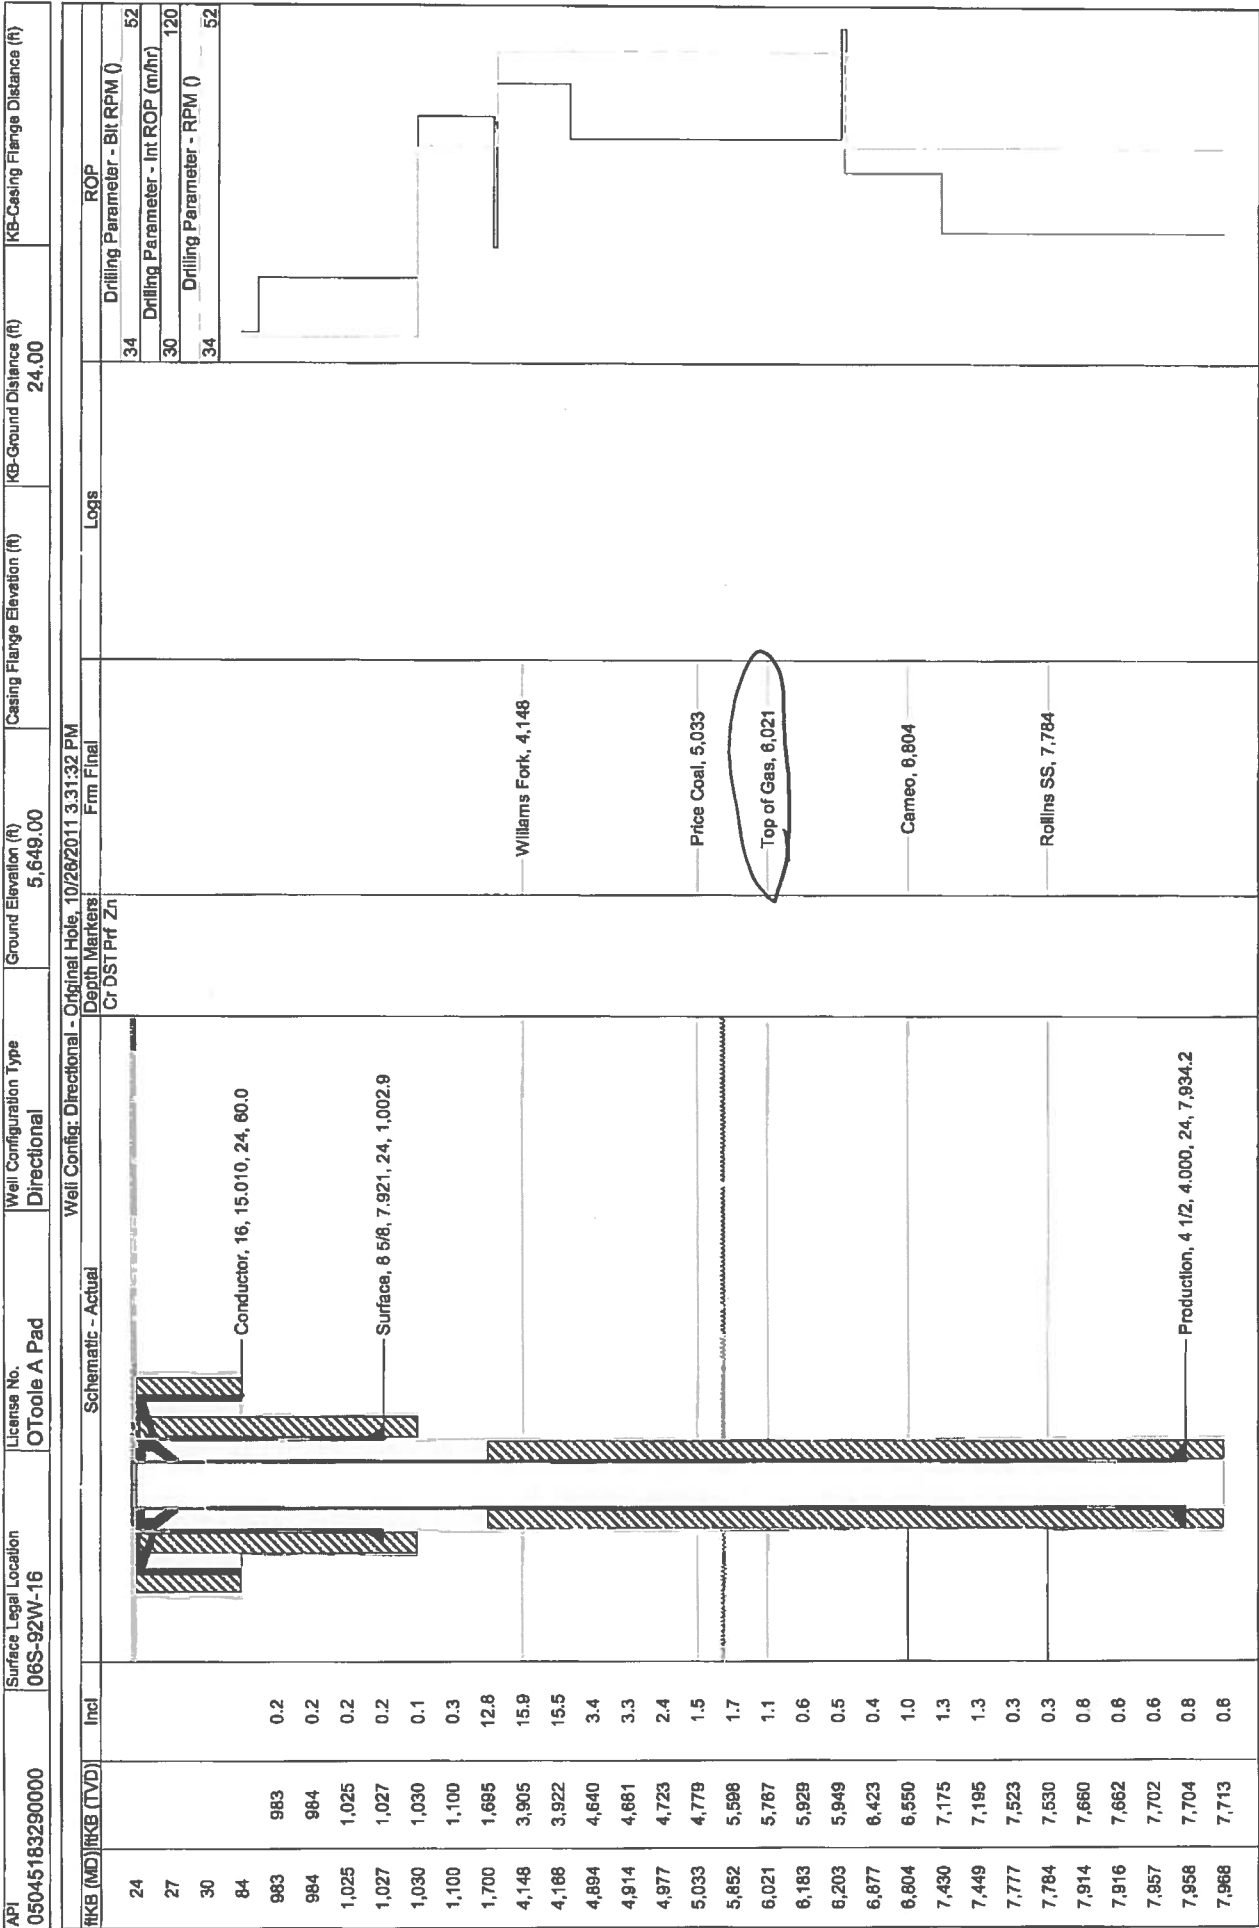 API
05045183290000
Surface Legal Location
06S-92W-16
License No.
OToole A Pad
Well Configuration Type
Directional
Ground Elevation (ft)
5,649.00
Casing Flange Elevation (ft)
KB-Ground Distance (ft)
24.00
KB-Casing Flange Distance (ft)
Well Config: Directional - Original Hole, 10/26/2011 3:31:32 PM
ftKB (MD) ftKB (TVD) Incl Schematic - Actual Depth Markers Frm Final Logs ROP
Cr DST Prf Zn
Drilling Parameter - Bit RPM ()
34 52
Drilling Parameter - Int ROP (m/hr)
30 120
Drilling Parameter - RPM ()
34 52
24
27
30
84
983 983 0.2
984 984 0.2
1,025 1,025 0.2
1,027 1,027 0.2
1,030 1,030 0.1
1,100 1,100 0.3
1,700 1,695 12.8
4,148 3,905 15.9
4,168 3,922 15.5
4,894 4,640 3.4
4,914 4,681 3.3
4,977 4,723 2.4
5,033 4,779 1.5
5,852 5,598 1.7
6,021 5,767 1.1
6,183 5,929 0.6
6,203 5,949 0.5
6,677 6,423 0.4
6,804 6,550 1.0
7,430 7,175 1.3
7,449 7,195 1.3
7,777 7,523 0.3
7,784 7,530 0.3
7,914 7,660 0.8
7,916 7,662 0.6
7,957 7,702 0.6
7,958 7,704 0.8
7,968 7,713 0.8
Conductor, 16, 15.010, 24, 60.0
Surface, 8 5/8, 7.921, 24, 1,002.9
Production, 4 1/2, 4.000, 24, 7,934.2
Williams Fork, 4,148
Price Coal, 5,033
Top of Gas, 6,021
Cameo, 6,804
Rollins SS, 7,784